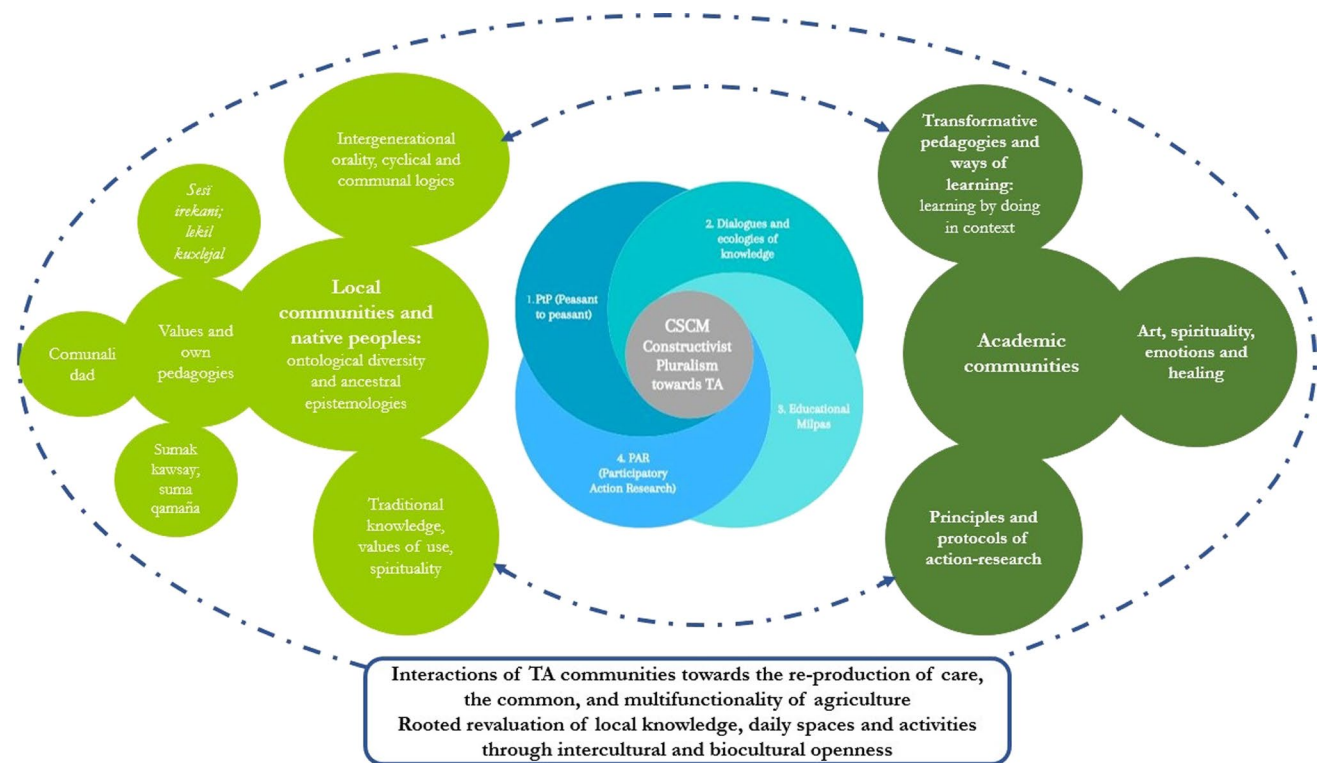 Intergenerational
orality, cyclical and
communal logics
Sesï
irekani;
lekil
kuxlejal
Local
communities and
native peoples:
ontological diversity
and ancestral
epistemologies
Values and
own
pedagogies
Comunali
dad
Sumak
kawsay;
suma
qamaña
Traditional
knowledge,
values of use,
spirituality
1. PtP (Peasant
to peasant)
2. Dialogues and
ecologies of
knowledge
CSCM
Constructivist
Pluralism
towards TA
3. Educational
Milpas
4. PAR
(Participatory
Action Research)
Transformative
pedagogies and
ways of
learning:
learning by doing
in context
Academic
communities
Art, spirituality,
emotions and
healing
Principles and
protocols of
action-research
Interactions of TA communities towards the re-production of care,
the common, and multifunctionality of agriculture
Rooted revaluation of local knowledge, daily spaces and activities
through intercultural and biocultural openness